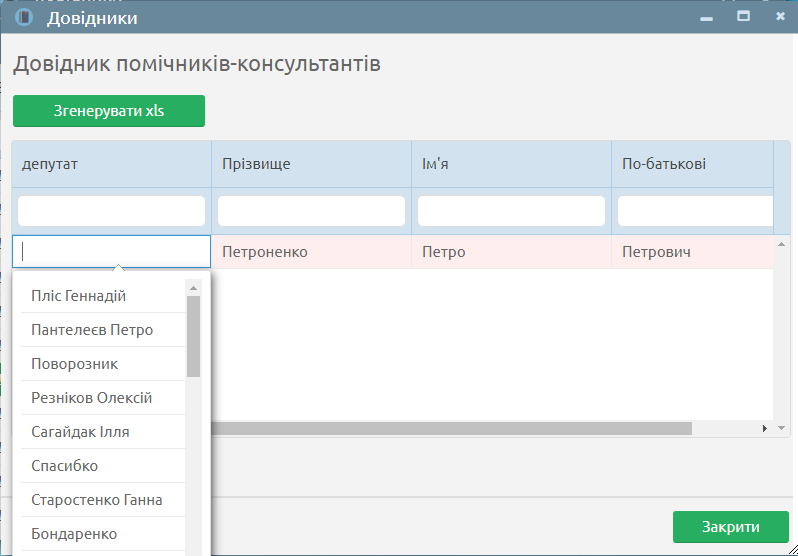 Довідники
Довідник помічників-консультантів
Згенерувати xls
депутат Прізвище Ім'я По-батькові
Петроненко Петро Петрович
Пліс Геннадій
Пантелеєв Петро
Поворозник
Резніков Олексій
Сагайдак Ілля
Спасибко
Старостенко Ганна
Бондаренко
Закрити